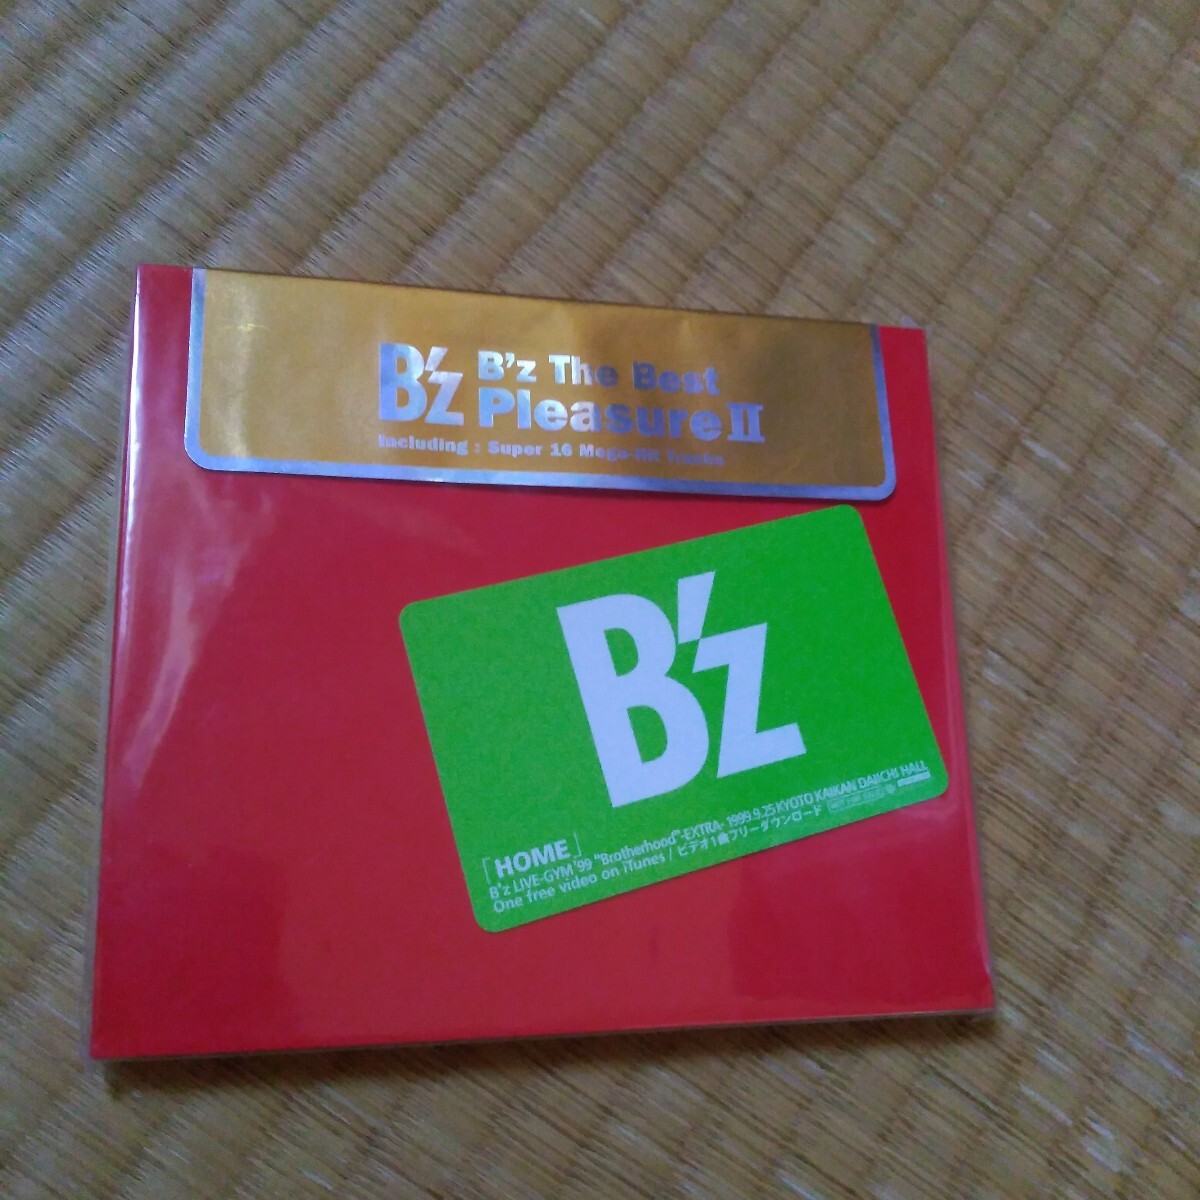 B'z
B'z The Best
Pleasure II
Including : Super 16 Mega-Hit Tracks
B'z
[HOME]
B'z LIVE-GYM '99 "Brotherhood" -EXTRA- 1999.9.25 KYOTO KAIKAN DAIICHI HALL
One free video on iTunes / ビデオ1曲フリーダウンロード